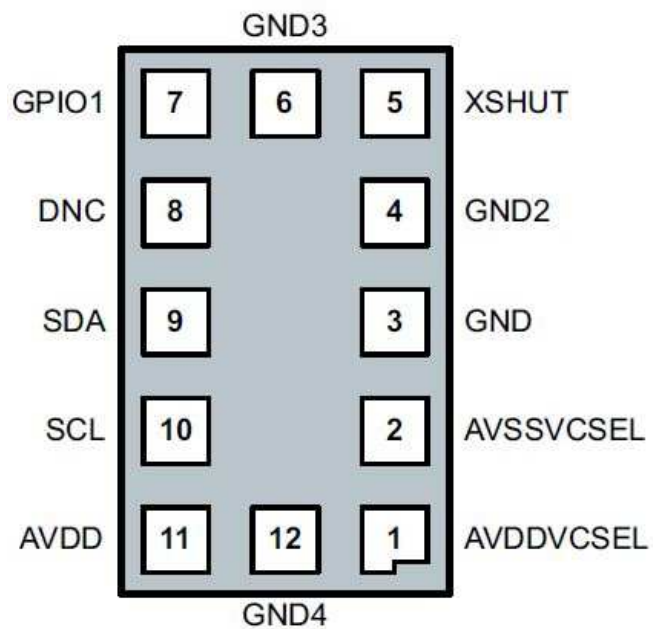 GND3
GPIO1 7 6 5 XSHUT
DNC 8 4 GND2
SDA 9 3 GND
SCL 10 2 AVSSVCSEL
AVDD 11 12 1 AVDDVCSEL
GND4